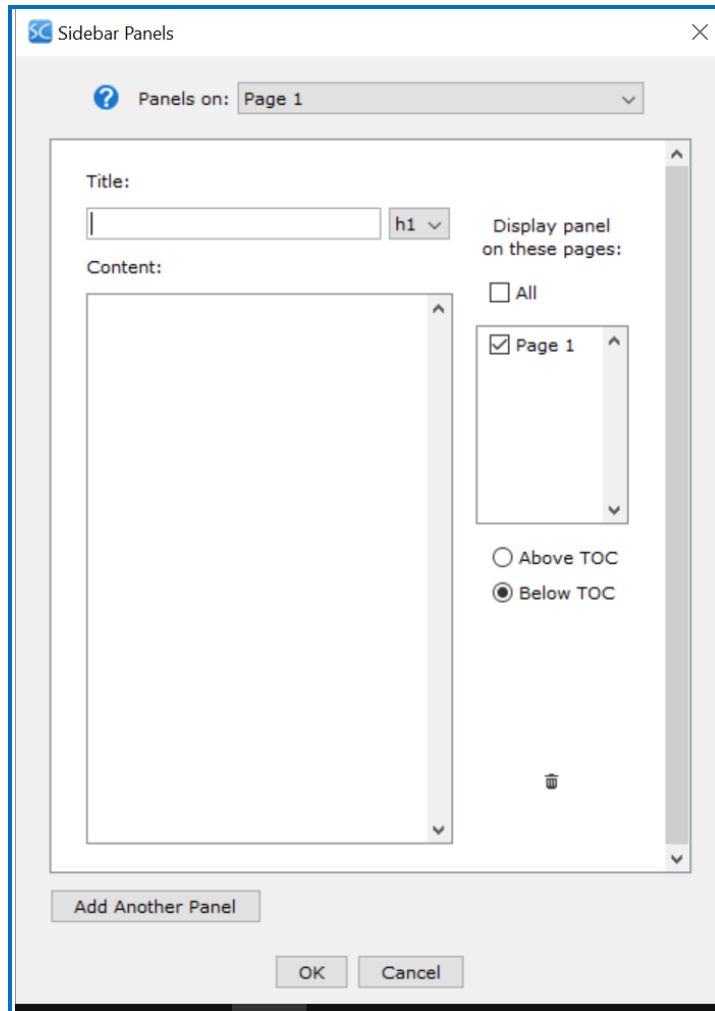 SC Sidebar Panels
? Panels on: Page 1
Title:
h1
Display panel
on these pages:
Content:
All
Page 1
Above TOC
Below TOC
Add Another Panel
OK Cancel